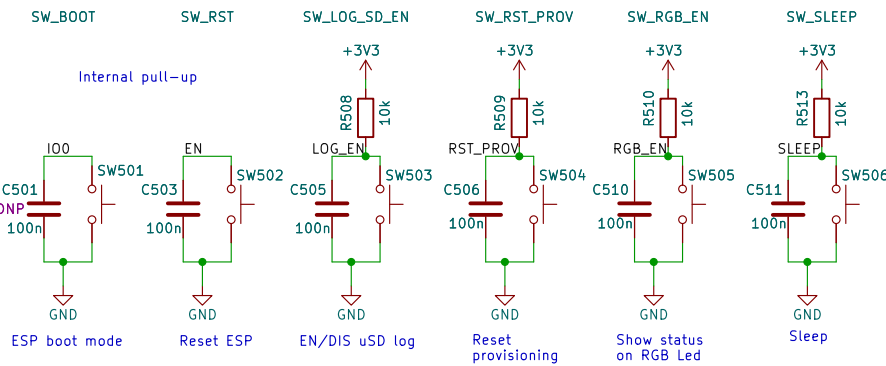 SW_BOOT SW_RST SW_LOG_SD_EN SW_RST_PROV SW_RGB_EN SW_SLEEP
+3V3 +3V3 +3V3 +3V3
Internal pull-up
R508 10k R509 10k R510 10k R513 10k
IO0 EN LOG_EN RST_PROV RGB_EN SLEEP
SW501 SW502 SW503 SW504 SW505 SW506
C501 C503 C505 C506 C510 C511
DNP
100n 100n 100n 100n 100n 100n
GND GND GND GND GND GND
ESP boot mode Reset ESP EN/DIS uSD log Reset Show status Sleep
provisioning on RGB Led